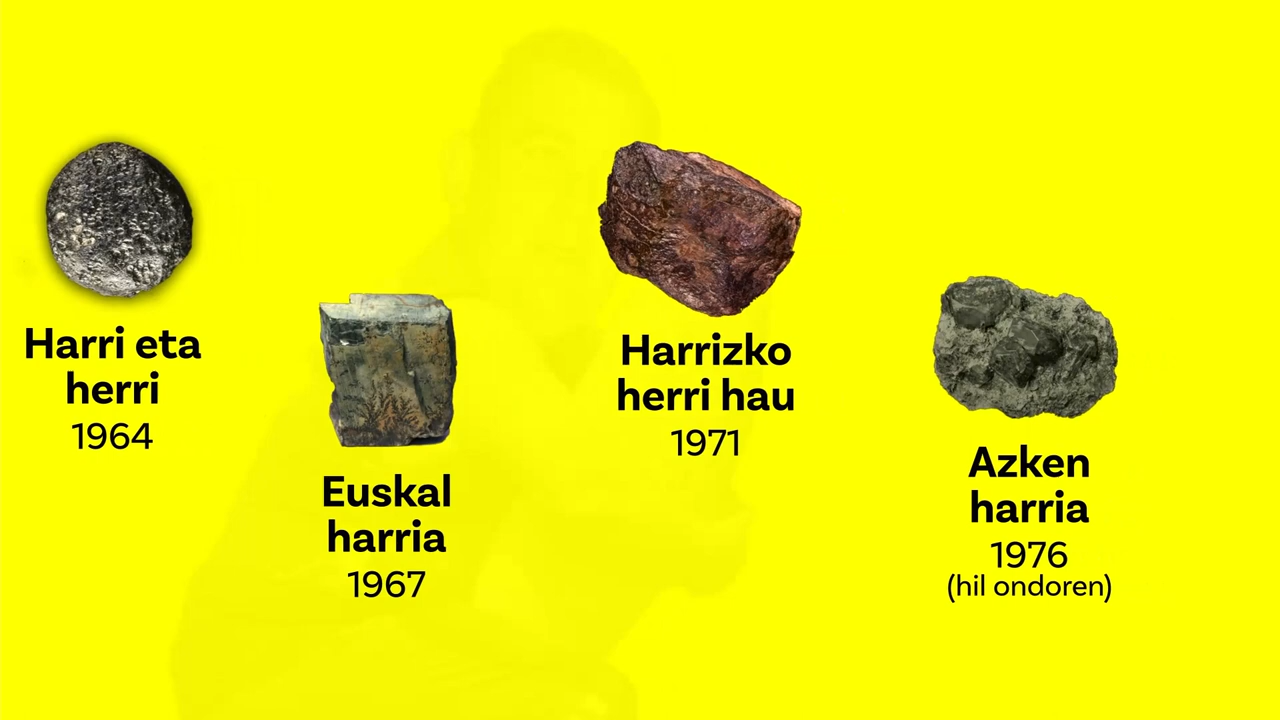 Harri eta
herri
1964
Euskal
harria
1967
Harrizko
herri hau
1971
Azken
harria
1976
(hil ondoren)